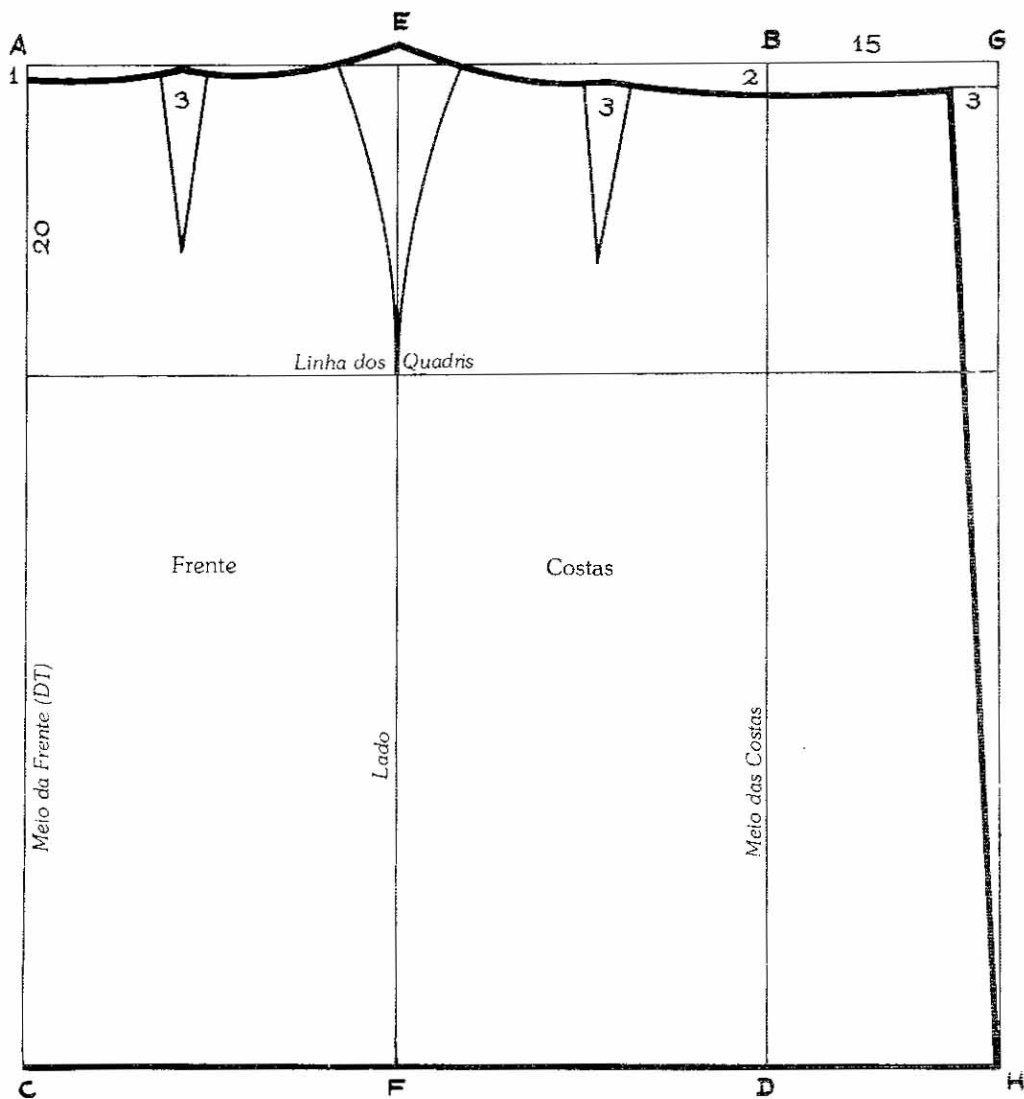 E
A
B
15
G
1
2
3
3
3
20
Linha dos Quadris
Frente
Costas
Meio da Frente (DT)
Lado
Meio das Costas
C
F
D
H